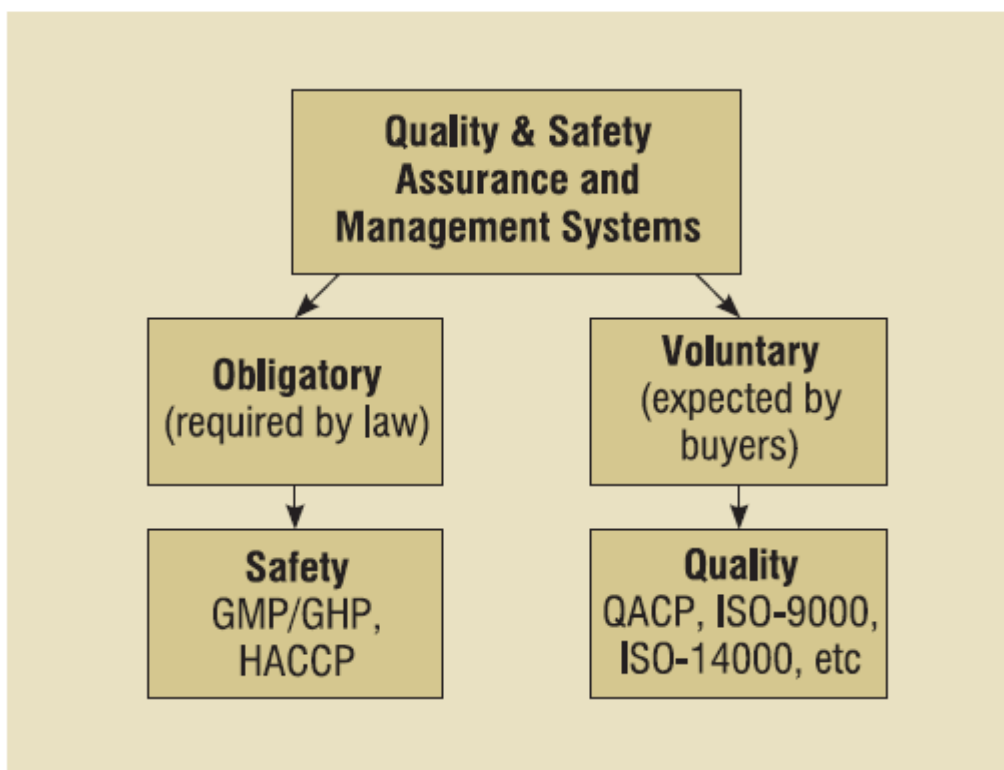 Quality & Safety
Assurance and
Management Systems
Obligatory
(required by law)
Voluntary
(expected by
buyers)
Safety
GMP/GHP,
HACCP
Quality
QACP, ISO-9000,
ISO-14000, etc